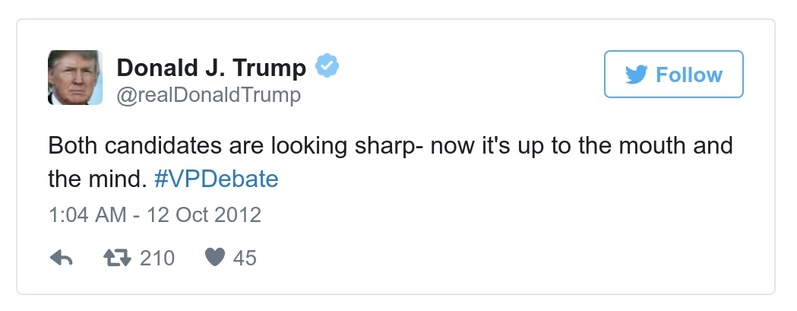 Donald J. Trump
@realDonaldTrump
Follow
Both candidates are looking sharp- now it's up to the mouth and
the mind. #VPDebate
1:04 AM - 12 Oct 2012
210 45